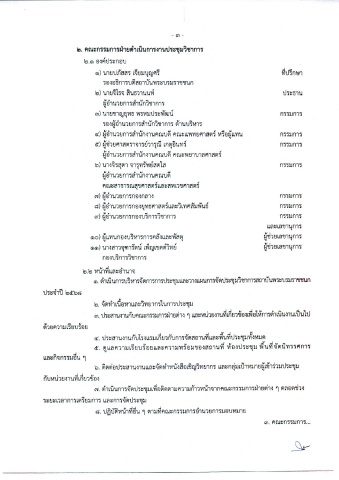 - ๓ -
๒. คณะกรรมการฝ่ายดำเนินการงานประชุมวิชาการ
๒.๑ องค์ประกอบ
๑) นายปภัสสร เจียมบุญศรี ที่ปรึกษา
รองอธิการบดีสถาบันพระบรมราชชนก
๒) นายจิโรจ สินธวานนท์ ประธาน
ผู้อำนวยการสำนักวิชาการ
๓) นายชาญยุทธ พรหมประพัฒน์ กรรมการ
รองผู้อำนวยการสำนักวิชาการ ด้านบริหาร
๔) ผู้อำนวยการสำนักงานคณบดี คณะแพทยศาสตร์ หรือผู้แทน กรรมการ
๕) ผู้ช่วยศาสตราจารย์วารุณี เกตุอินทร์ กรรมการ
ผู้อำนวยการสำนักงานคณบดี คณะพยาบาลศาสตร์
๖) นางจิรสุดา จารุทรัพย์สดใส กรรมการ
ผู้อำนวยการสำนักงานคณบดี
คณะสาธารณสุขศาสตร์และสหเวชศาสตร์
๗) ผู้อำนวยการกองกลาง กรรมการ
๘) ผู้อำนวยการกองยุทธศาสตร์และวิเทศสัมพันธ์ กรรมการ
๙) ผู้อำนวยการกองบริการวิชาการ กรรมการ
และเลขานุการ
๑๐) ผู้แทนกองบริหารการคลังและพัสดุ ผู้ช่วยเลขานุการ
๑๑) นางสาวจุฑารัตน์ เพ็ญเขตต์วิทย์ ผู้ช่วยเลขานุการ
กองบริการวิชาการ
๒.๒ หน้าที่และอำนาจ
๑. ดำเนินการบริหารจัดการการประชุมและวางแผนการจัดประชุมวิชาการสถาบันพระบรมราชชนก
ประจำปี ๒๕๖๘
๒. จัดทำเนื้อหาและวิทยากรในการประชุม
๓. ประสานงานกับคณะกรรมการฝ่ายต่าง ๆ และหน่วยงานที่เกี่ยวข้องเพื่อให้การดำเนินงานเป็นไป
ด้วยความเรียบร้อย
๔. ประสานงานกับโรงแรมเกี่ยวกับการจัดสถานที่และพื้นที่ประชุมทั้งหมด
๕. ดูแลความเรียบร้อยและความพร้อมของสถานที่ ห้องประชุม พื้นที่จัดนิทรรศการ
และกิจกรรมอื่น ๆ
๖. ติดต่อประสานงานและจัดทำหนังสือเชิญวิทยากร และกลุ่มเป้าหมายผู้เข้าร่วมประชุม
กับหน่วยงานที่เกี่ยวข้อง
๗. ดำเนินการจัดประชุมเพื่อติดตามความก้าวหน้าจากคณะกรรมการฝ่ายต่าง ๆ ตลอดช่วง
ระยะเวลาการเตรียมการ และการจัดประชุม
๘. ปฏิบัติหน้าที่อื่น ๆ ตามที่คณะกรรมการอำนวยการมอบหมาย
๓. คณะกรรมการ...